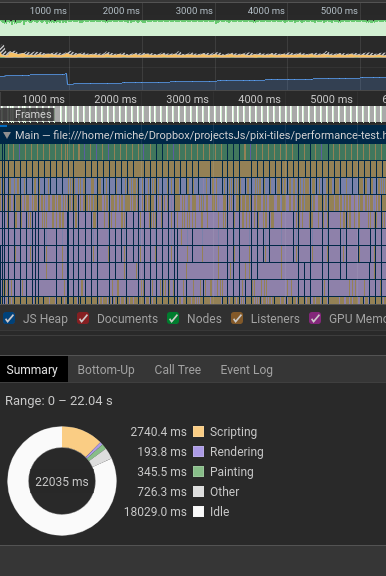 1000 ms 2000 ms 3000 ms 4000 ms 5000 ms
1000 ms 2000 ms 3000 ms 4000 ms 5000 ms
Frames
▼ Main — file:///home/miche/Dropbox/projectsJs/pixi-tiles/performance-test.h
JS Heap Documents Nodes Listeners GPU Memo
Summary Bottom-Up Call Tree Event Log
Range: 0 – 22.04 s
2740.4 ms Scripting
193.8 ms Rendering
345.5 ms Painting
726.3 ms Other
18029.0 ms Idle
22035 ms